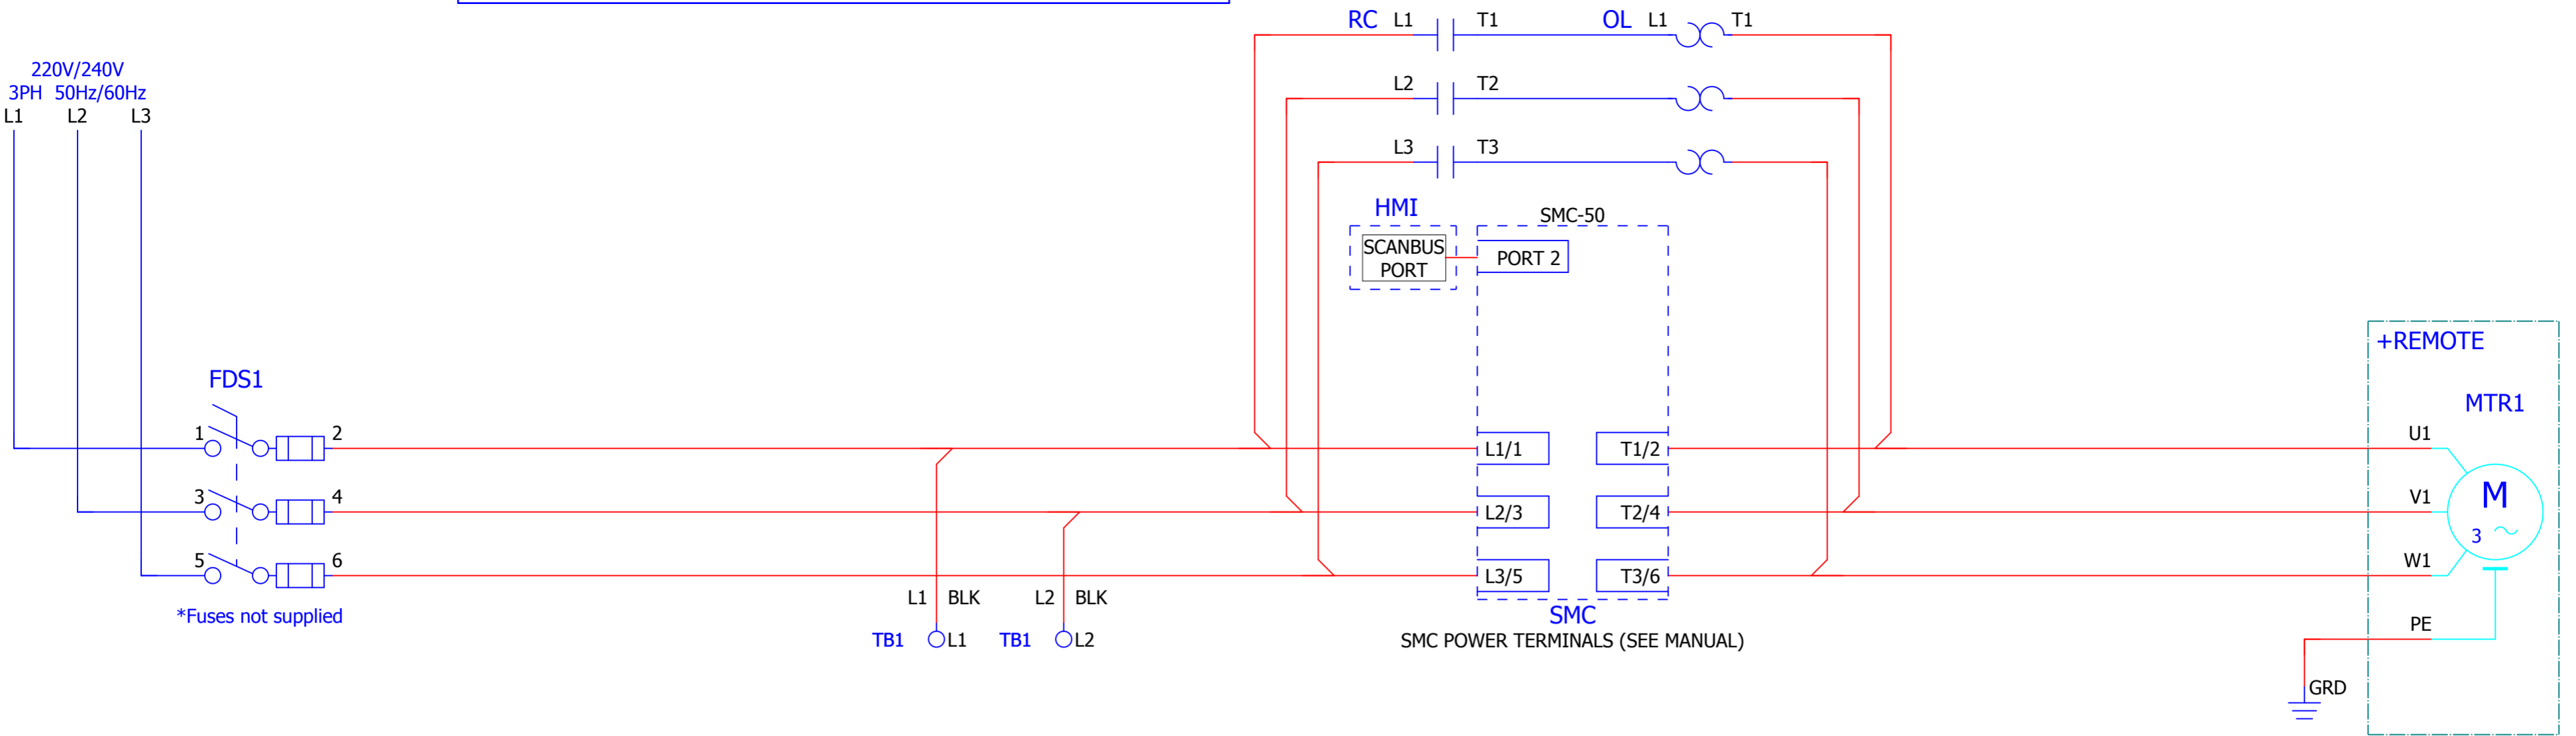 RC L1 T1 OL L1 T1
220V/240V
3PH 50Hz/60Hz
L1 L2 L3
L2 T2
L3 T3
HMI
SCANBUS
PORT
SMC-50
PORT 2
+REMOTE
MTR1
FDS1
1 2
3 4
5 6
*Fuses not supplied
L1/1 T1/2
L2/3 T2/4
L3/5 T3/6
U1
V1
W1
PE
M
3
L1 BLK L2 BLK
TB1 L1 TB1 L2
SMC
SMC POWER TERMINALS (SEE MANUAL)
GRD